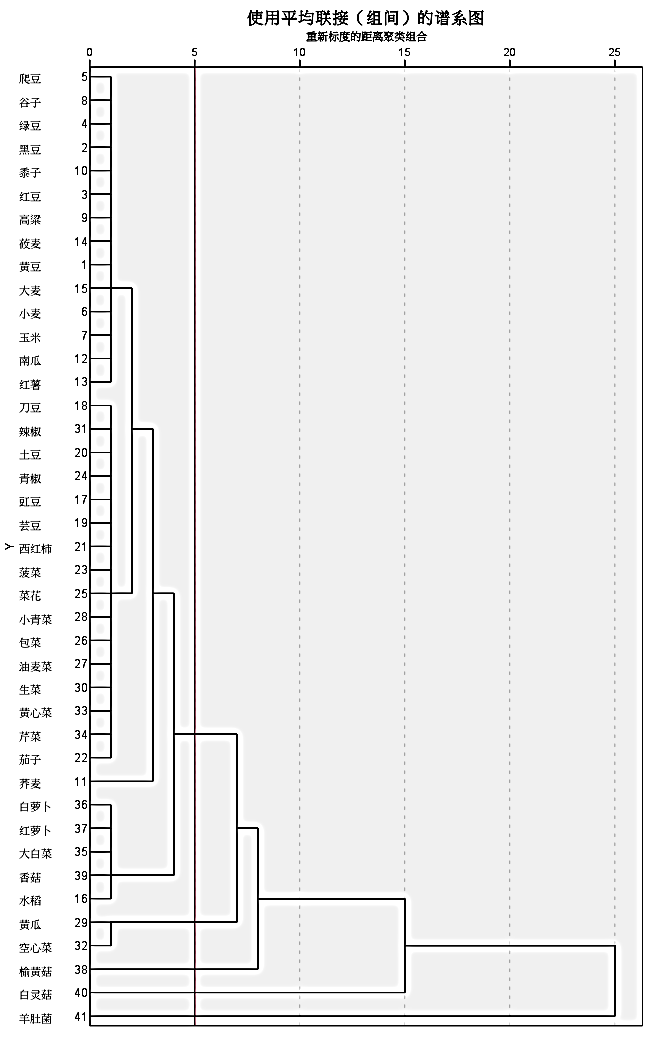 使用平均联接（组间）的谱系图
重新标度的距离聚类组合
0 5 10 15 20 25
爬豆 5
谷子 8
绿豆 4
黑豆 2
黍子 10
红豆 3
高粱 9
莜麦 14
黄豆 1
大麦 15
小麦 6
玉米 7
南瓜 12
红薯 13
刀豆 18
辣椒 31
土豆 20
青椒 24
豇豆 17
芸豆 19
西红柿 21
菠菜 23
菜花 25
小青菜 28
包菜 26
油麦菜 27
生菜 30
黄心菜 33
芹菜 34
茄子 22
荞麦 11
白萝卜 36
红萝卜 37
大白菜 35
香菇 39
水稻 16
黄瓜 29
空心菜 32
榆黄菇 38
白灵菇 40
羊肚菌 41
Y